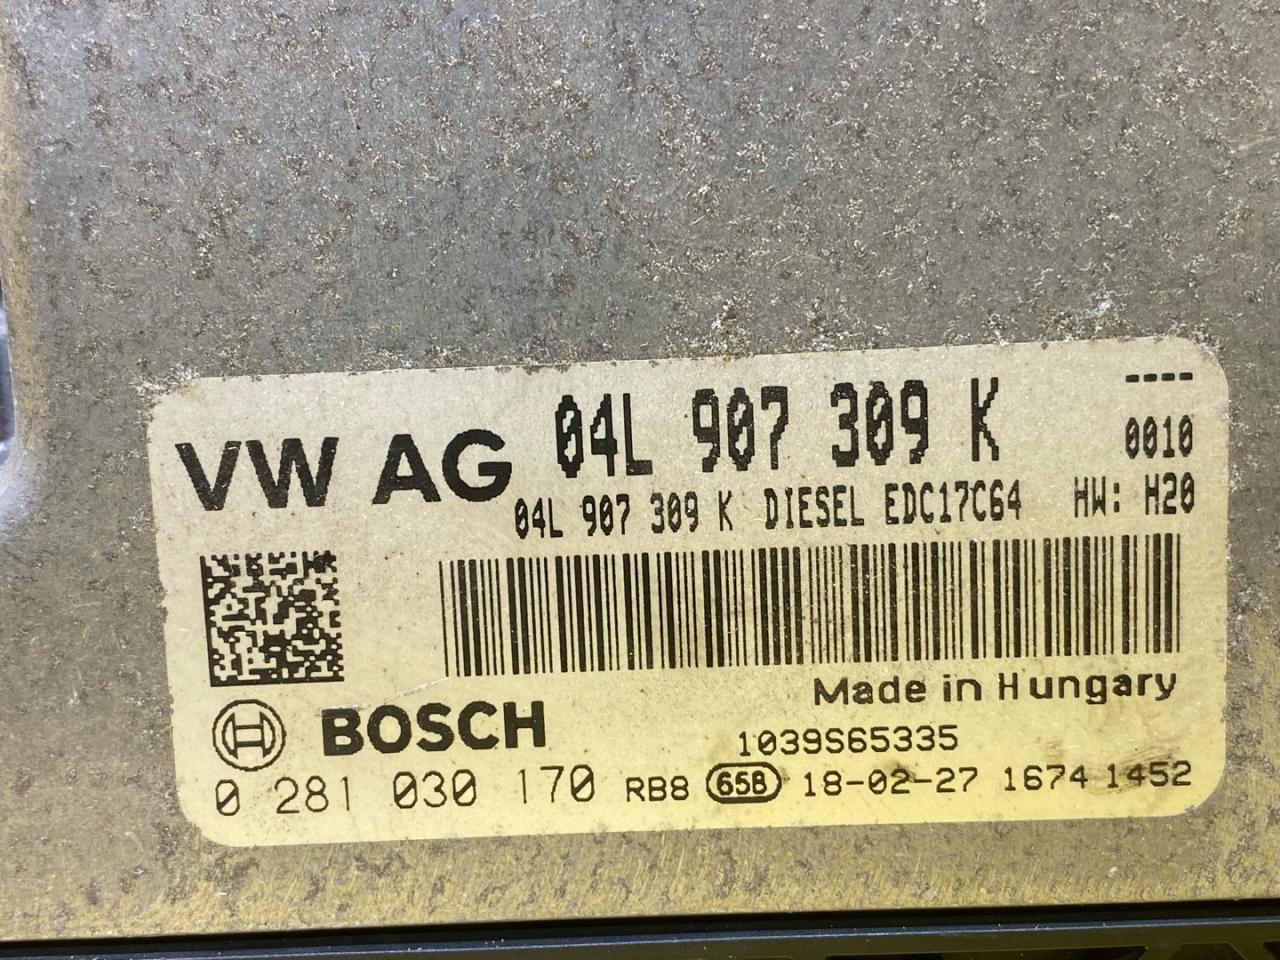 VW AG 04L 907 309 K ----
0010
04L 907 309 K DIESEL EDC17C64 HW: H20
Made in Hungary
BOSCH
1039S65335
0 281 030 170 RB8 65B 18-02-27 1674 1452